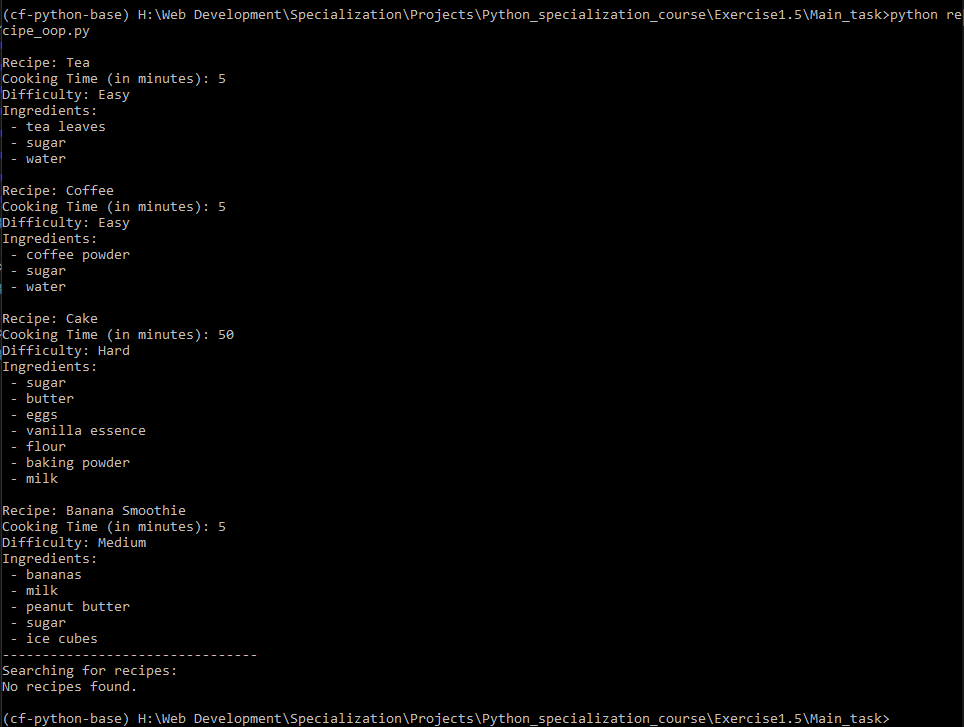 (cf-python-base) H:\Web Development\Specialization\Projects\Python_specialization_course\Exercise1.5\Main_task>python re
cipe_oop.py
Recipe: Tea
Cooking Time (in minutes): 5
Difficulty: Easy
Ingredients:
- tea leaves
- sugar
- water
Recipe: Coffee
Cooking Time (in minutes): 5
Difficulty: Easy
Ingredients:
- coffee powder
- sugar
- water
Recipe: Cake
Cooking Time (in minutes): 50
Difficulty: Hard
Ingredients:
- sugar
- butter
- eggs
- vanilla essence
- flour
- baking powder
- milk
Recipe: Banana Smoothie
Cooking Time (in minutes): 5
Difficulty: Medium
Ingredients:
- bananas
- milk
- peanut butter
- sugar
- ice cubes
--------------------------------
Searching for recipes:
No recipes found.
(cf-python-base) H:\Web Development\Specialization\Projects\Python_specialization_course\Exercise1.5\Main_task>